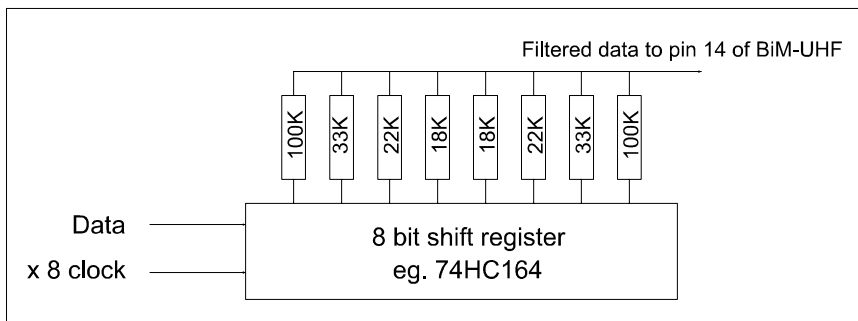 Filtered data to pin 14 of BiM-UHF
100K
33K
22K
18K
18K
22K
33K
100K
Data
x 8 clock
8 bit shift register
eg. 74HC164